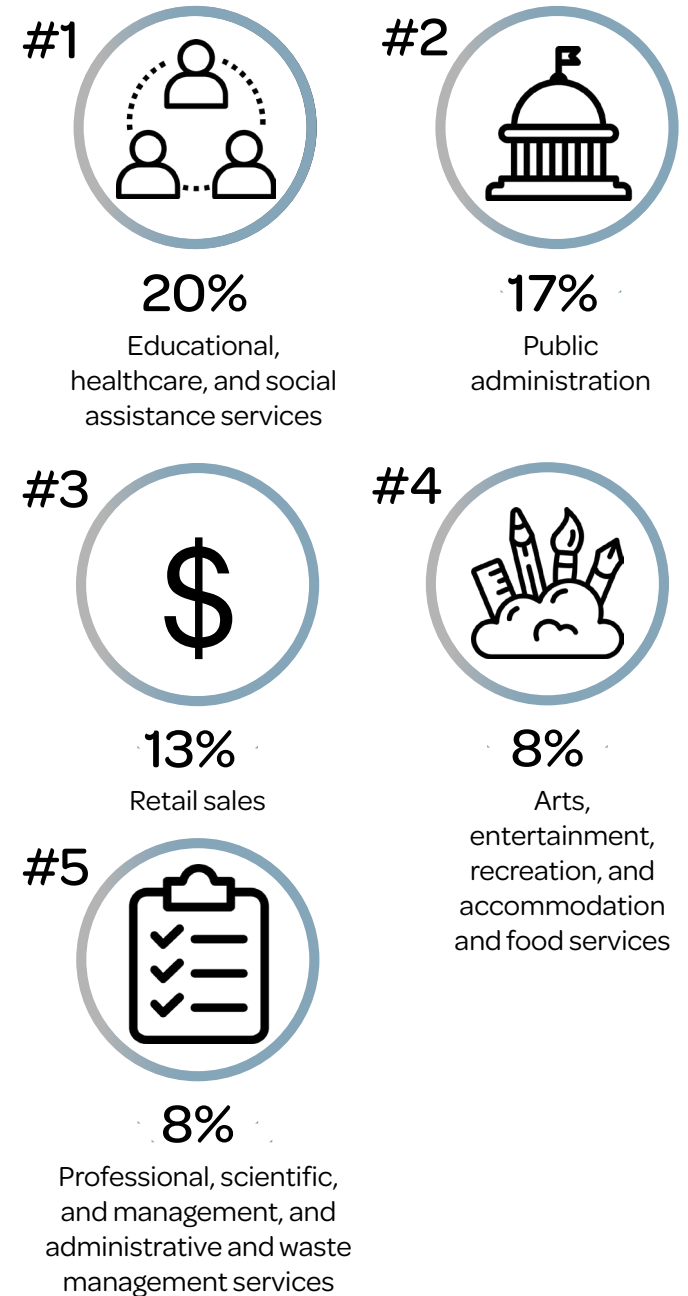 #1
20%
Educational,
healthcare, and social
assistance services
#2
17%
Public
administration
#3
$
13%
Retail sales
#4
8%
Arts,
entertainment,
recreation, and
accommodation
and food services
#5
8%
Professional, scientific,
and management, and
administrative and waste
management services